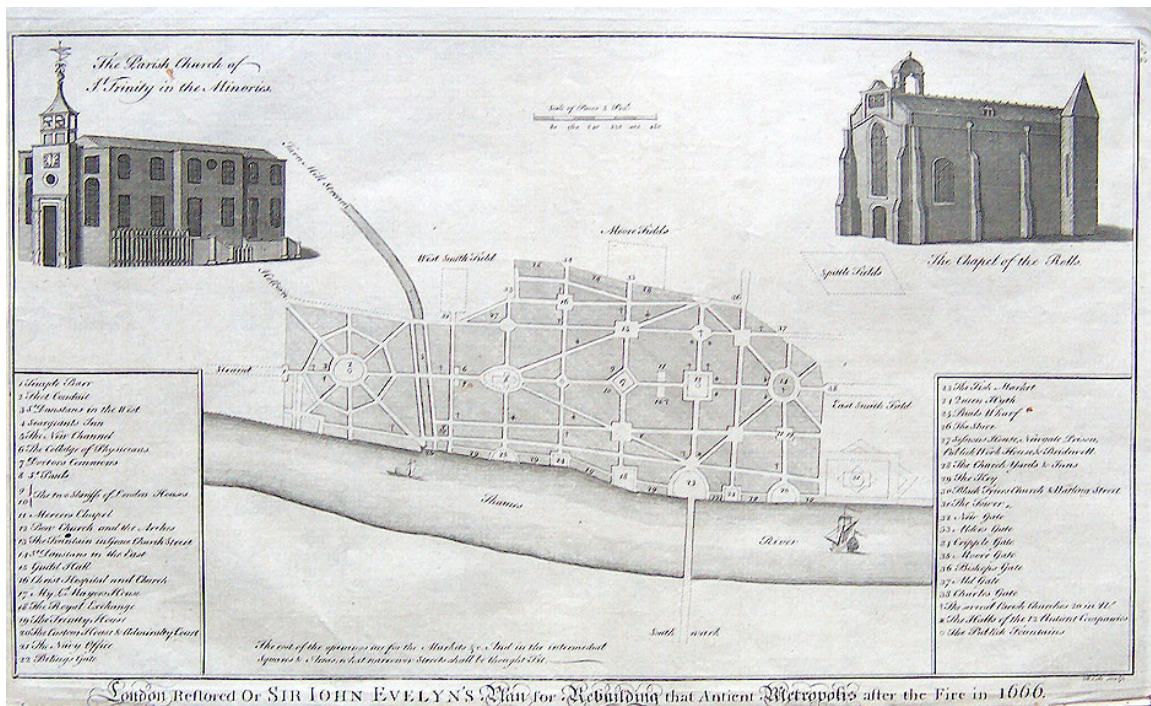 The Parish Church of
St Trinity in the Minories.
Scale of Paces & Feet
Turn Mill Stream
Holborn
West Smith Field
Moore Fields
Spittle Fields
The Chapel of the Rolls.
Strand
East Smith Field
Thames
River
South wark
1 Temple Barr
2 Fleet Conduit
3 St Dunstans in the West
4 Seargeants Inn
5 The New Channel
6 The Colledge of Physicians
7 Doctors Commons
8 St Pauls
9
10 The two Sheriffs of London Houses
11 Mercers Chapel
12 Bow Church and the Arches
13 The Fountain in Grace Church Street
14 St Dunstans in the East
15 Guild Hall
16 Christ Hospital and Church
17 My Ld Mayors House
18 The Royal Exchange
19 The Trinity House
20 The Custom House & Admiralty Court
21 The Navy Office
22 Belings Gate
23 The Fish Market
24 Queen Hyth
25 Pauls Wharf
26 The Store
27 Sessions House, Newgate Prison,
Publick Work House & Bridewell
28 The Church Yards & Inns
29 The Key
30 Black Friers Church & Watling Street
31 The Tower
32 New Gate
33 Alders Gate
34 Cripple Gate
35 Moore Gate
36 Bishops Gate
37 Ald Gate
38 Charles Gate
The several Parish Churches 20 in No
The Halls of the 12 Antient Companies
The Publick Fountains
The rest of the openings are for the Markets &c. And in the intermediat
Squares & Areas, what narrower Streets shall be thought Fit.
London Restored Or SIR IOHN EVELYN'S Plan for Rebuilding that Antient Metropolis after the Fire in 1666.